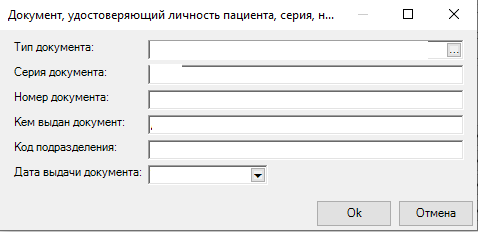 Документ, удостоверяющий личность пациента, серия, н...
Тип документа:
...
Серия документа:
Номер документа:
Кем выдан документ:
,
Код подразделения:
Дата выдачи документа:
Ok
Отмена